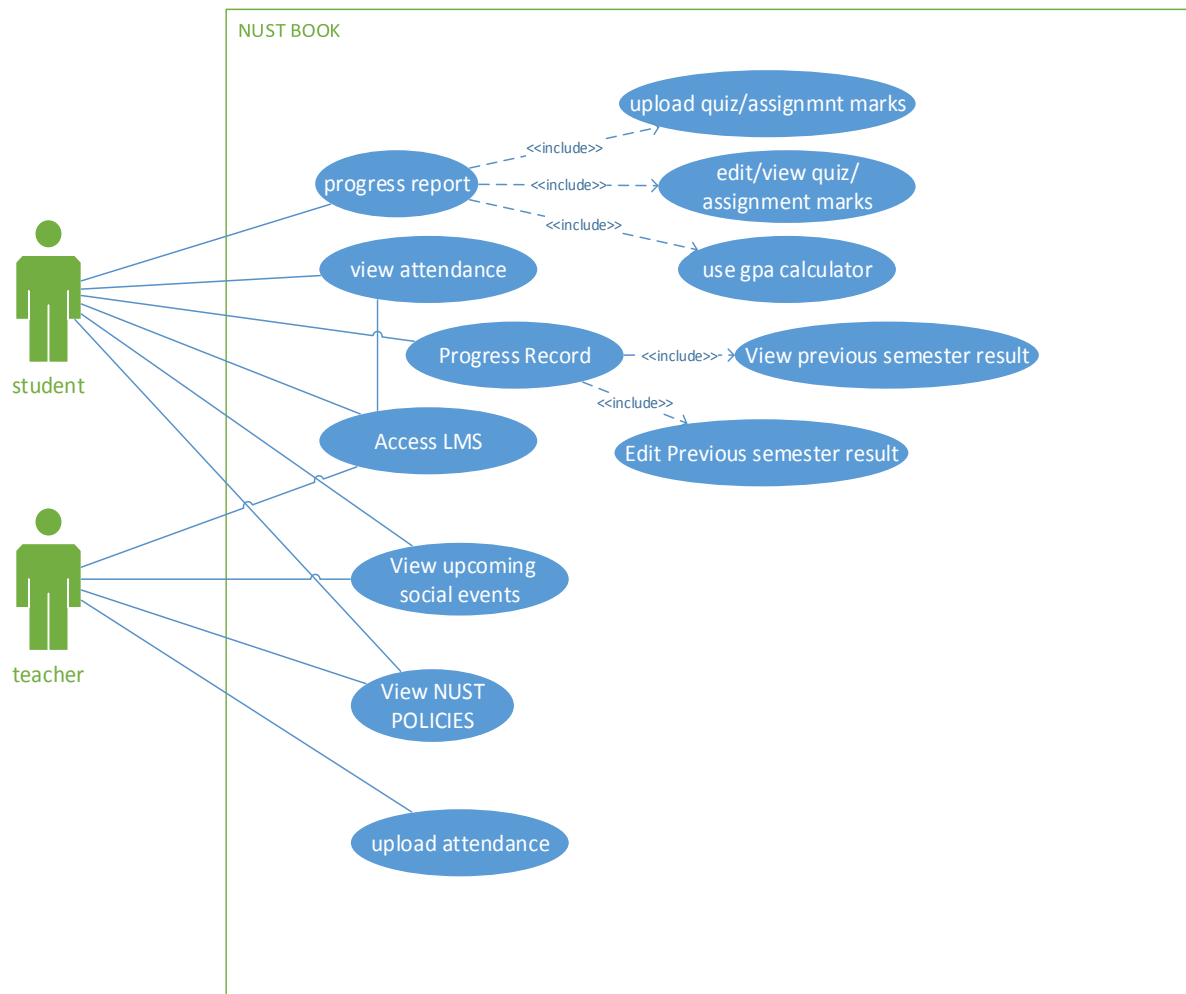 NUST BOOK
upload quiz/assignmnt marks
<<include>>
progress report
<<include>>
edit/view quiz/
assignment marks
<<include>>
view attendance
use gpa calculator
Progress Record
<<include>>
View previous semester result
student
<<include>>
Access LMS
Edit Previous semester result
View upcoming
social events
teacher
View NUST
POLICIES
upload attendance